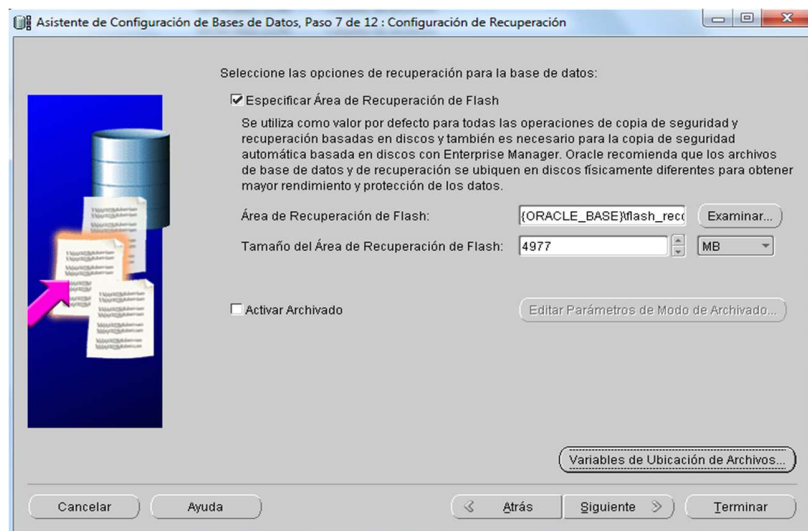 Asistente de Configuración de Bases de Datos, Paso 7 de 12 : Configuración de Recuperación
Seleccione las opciones de recuperación para la base de datos:
Especificar Área de Recuperación de Flash
Se utiliza como valor por defecto para todas las operaciones de copia de seguridad y
recuperación basadas en discos y también es necesario para la copia de seguridad
automática basada en discos con Enterprise Manager. Oracle recomienda que los archivos
de base de datos y de recuperación se ubiquen en discos físicamente diferentes para obtener
mayor rendimiento y protección de los datos.
Área de Recuperación de Flash: {ORACLE_BASE}\flash_reco Examinar...
Tamaño del Área de Recuperación de Flash: 4977 MB
Activar Archivado Editar Parámetros de Modo de Archivado...
Variables de Ubicación de Archivos...
Cancelar Ayuda Atrás Siguiente Terminar